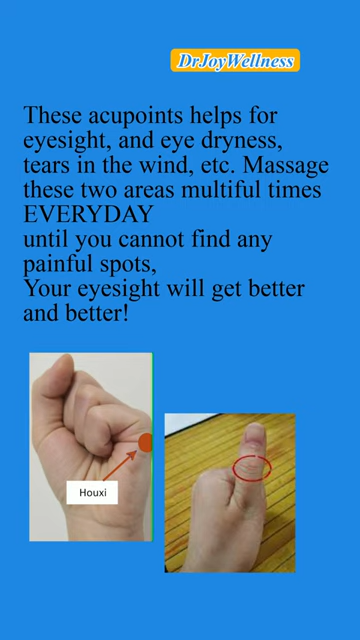 DrJoyWellness
These acupoints helps for
eyesight, and eye dryness,
tears in the wind, etc. Massage
these two areas multiful times
EVERYDAY
until you cannot find any
painful spots,
Your eyesight will get better
and better!
Houxi